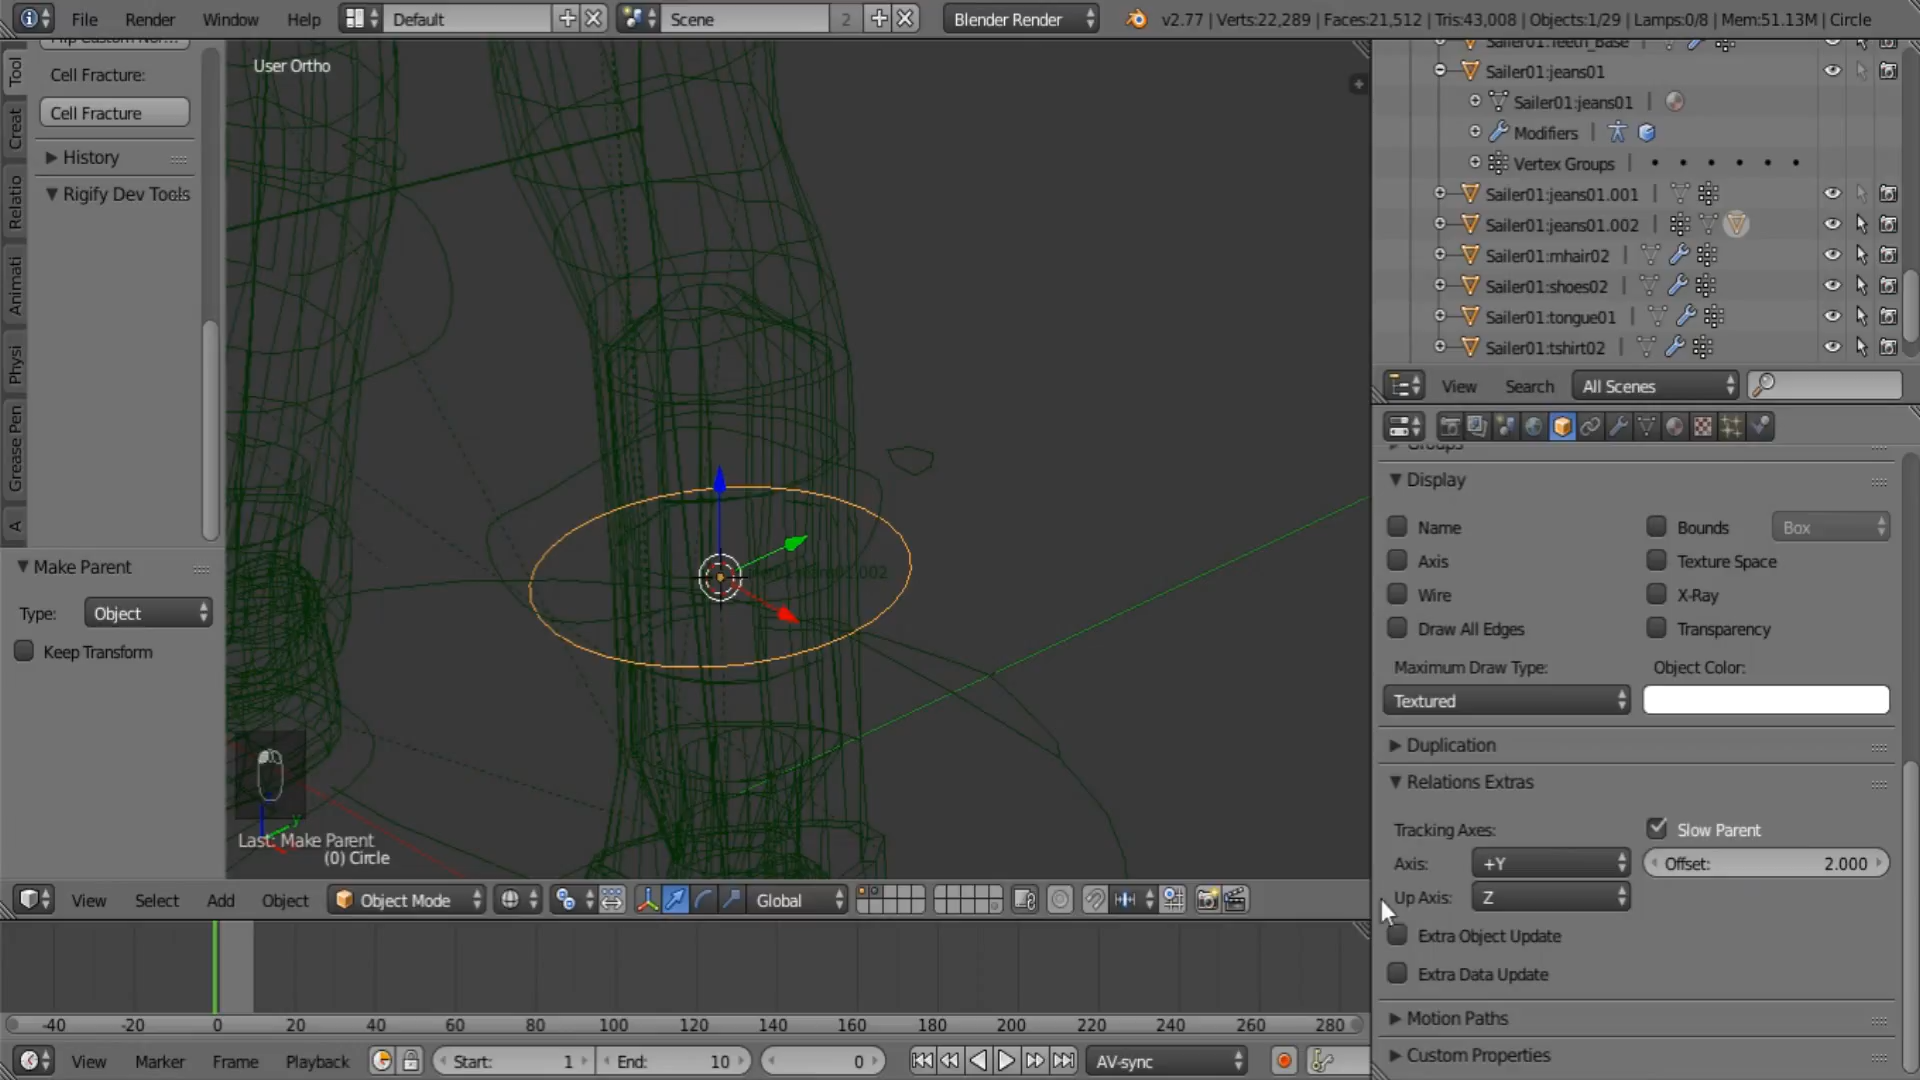 File Render Window Help Default Scene 2 Blender Render v2.77 | Verts:22,289 | Faces:21,512 | Tris:43,008 | Objects:1/29 | Lamps:0/8 | Mem:51.13M | Circle
Tool
Creat
Relatio
Animati
Physi
Grease Pen
A
Cell Fracture:
Cell Fracture
History
Rigify Dev Tools
Make Parent
Type: Object
Keep Transform
User Ortho
Last: Make Parent
(0) Circle
View Select Add Object Object Mode Global
-40 -20 0 20 40 60 80 100 120 140 160 180 200 220 240 260 280
View Marker Frame Playback Start: 1 End: 10 0 AV-sync
Sailer01:Teeth_Base
Sailer01:jeans01
Sailer01:jeans01
Modifiers
Vertex Groups
Sailer01:jeans01.001
Sailer01:jeans01.002
Sailer01:mhair02
Sailer01:shoes02
Sailer01:tongue01
Sailer01:tshirt02
View Search All Scenes
Groups
Display
Name Bounds Box
Axis Texture Space
Wire X-Ray
Draw All Edges Transparency
Maximum Draw Type: Object Color:
Textured
Duplication
Relations Extras
Tracking Axes: Slow Parent
Axis: +Y Offset: 2.000
Up Axis: Z
Extra Object Update
Extra Data Update
Motion Paths
Custom Properties